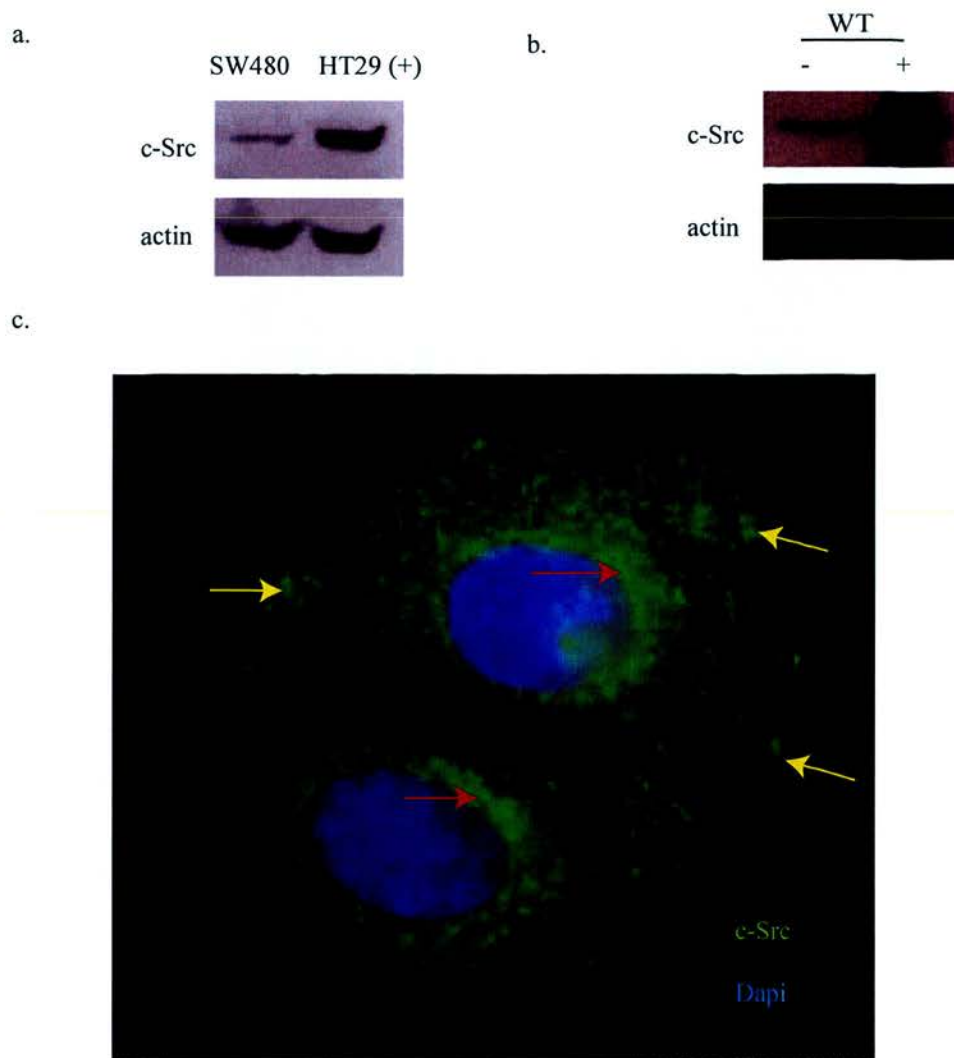 a.
SW480 HT29 (+)
c-Src
actin
b.
WT
- +
c-Src
actin
c.
c-Src
Dapi